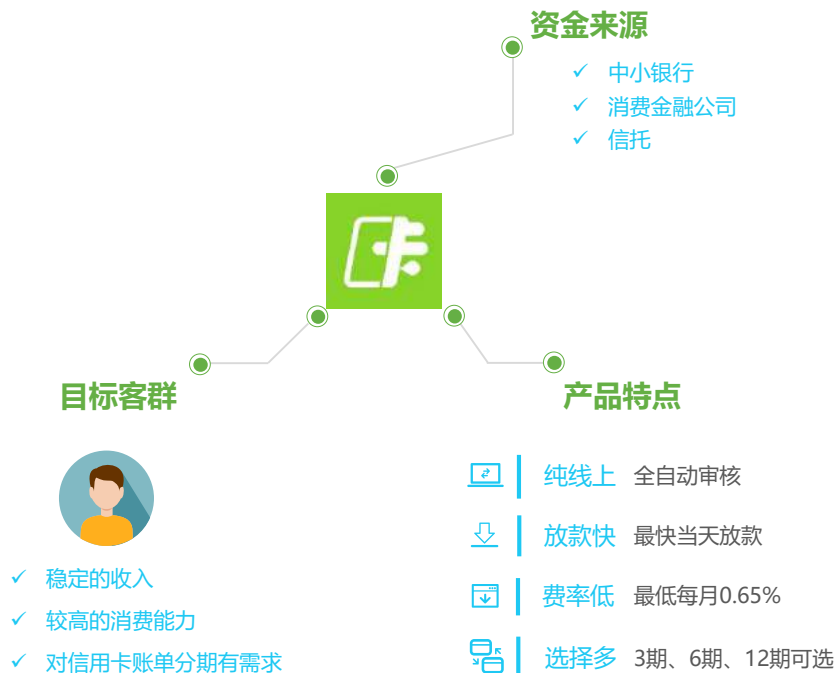 资金来源
中小银行
消费金融公司
信托
卡
目标客群
稳定的收入
较高的消费能力
对信用卡账单分期有需求
产品特点
纯线上 全自动审核
放款快 最快当天放款
费率低 最低每月0.65%
选择多 3期、6期、12期可选